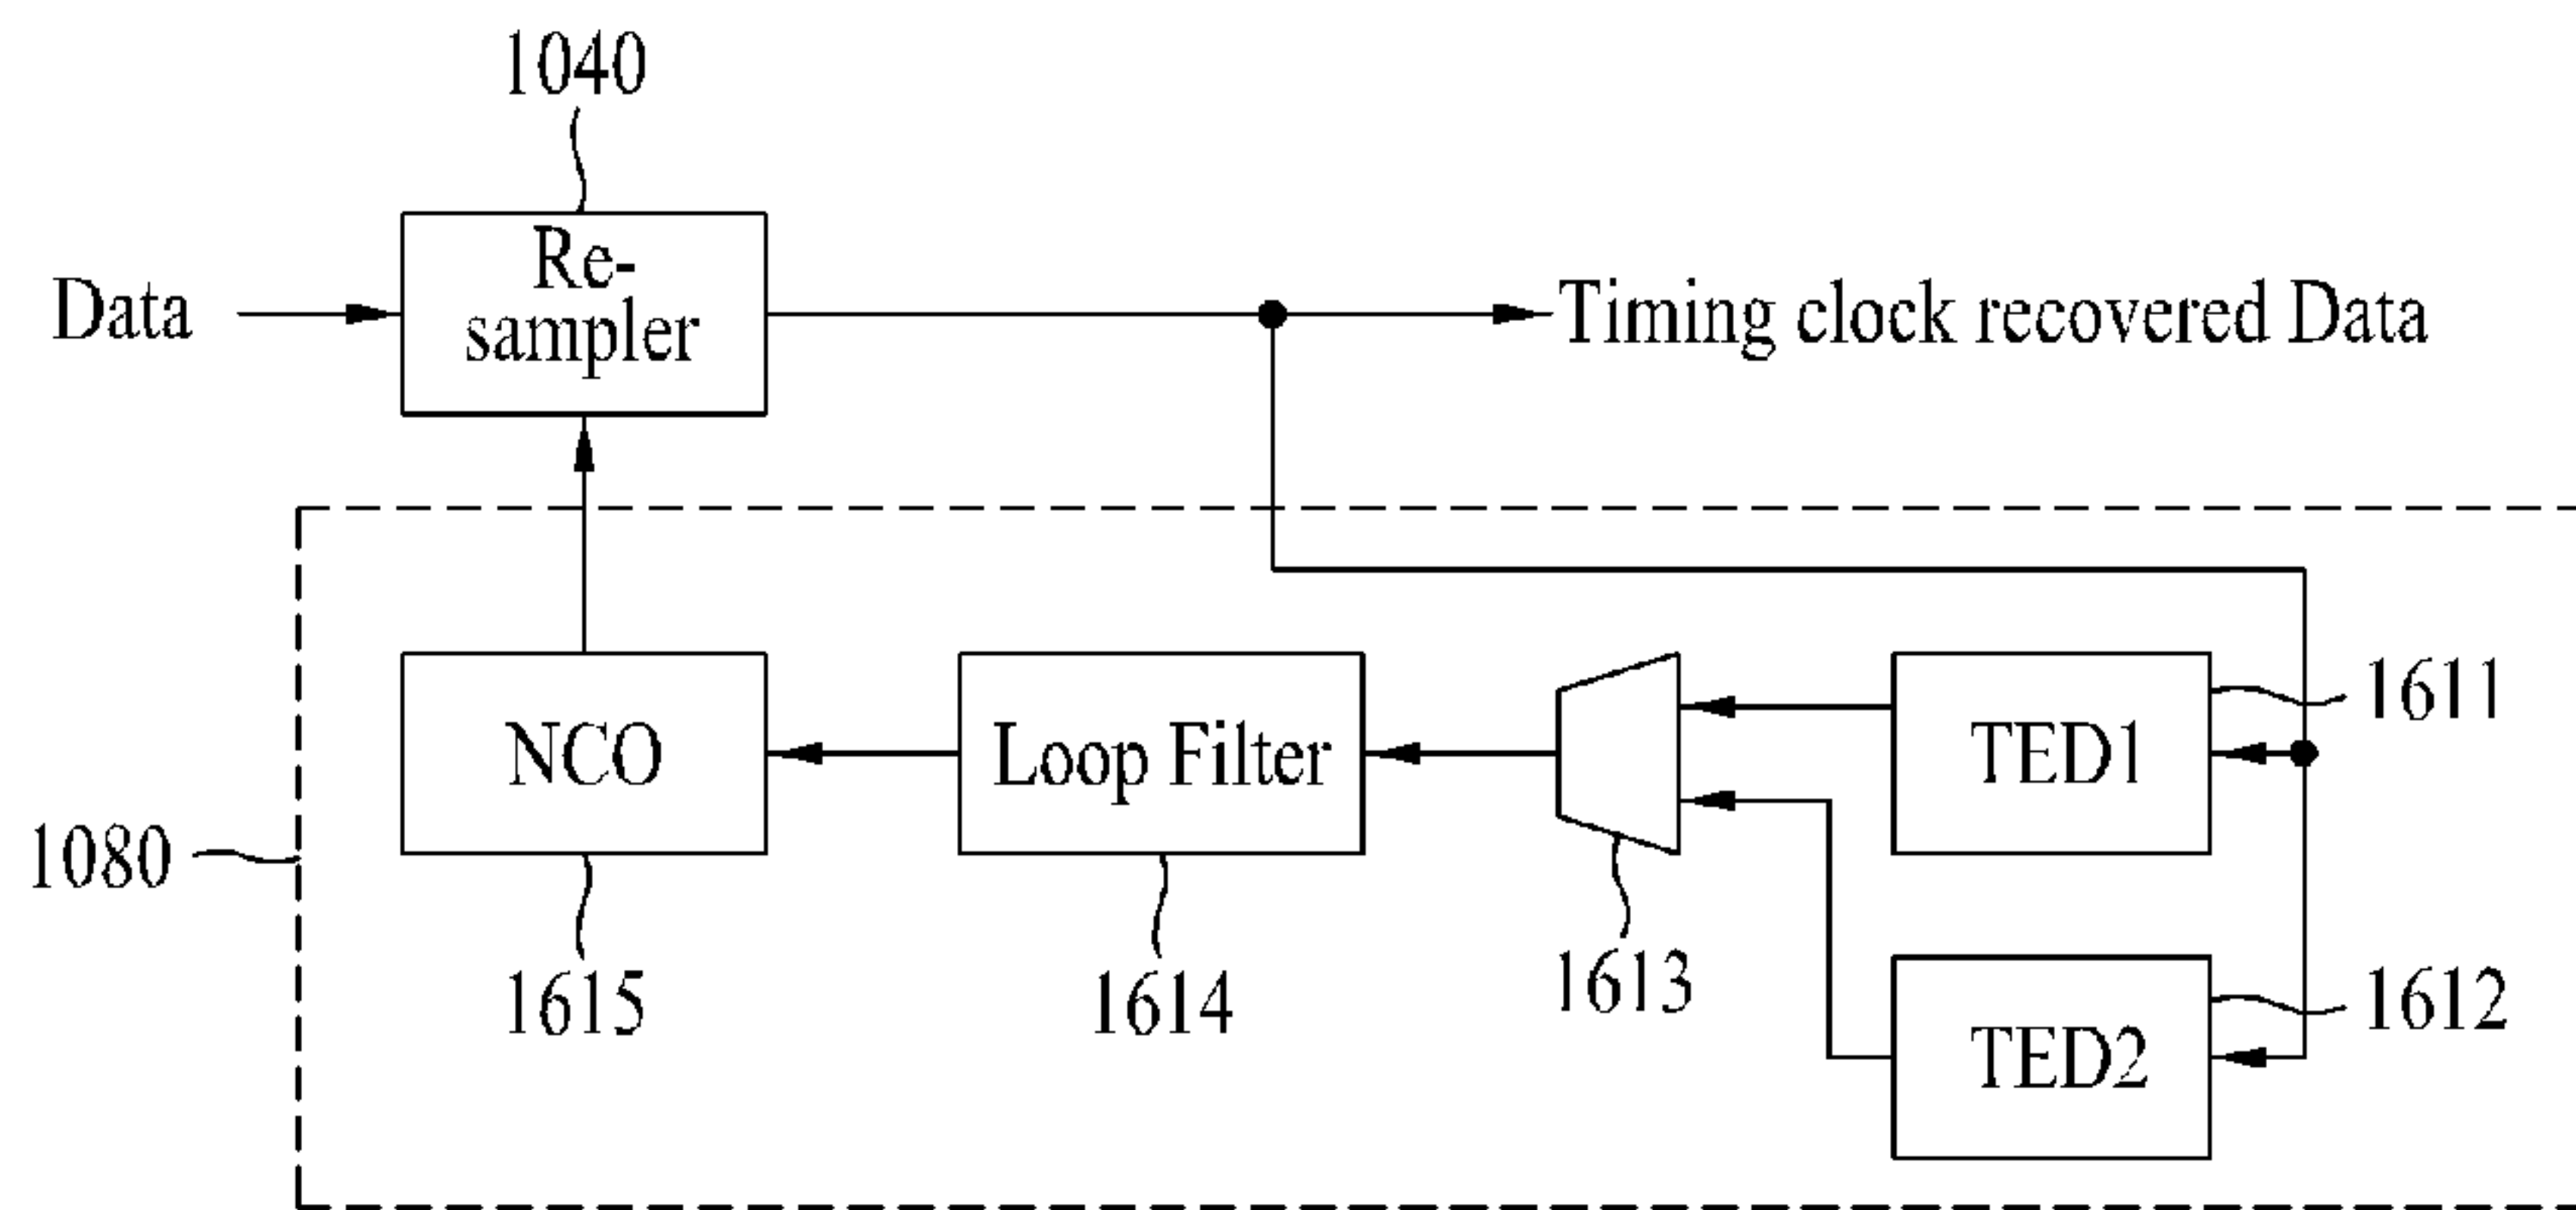 1040
Data
Re-
sampler
Timing clock recovered Data
1080
NCO
Loop Filter
TED1
1611
TED2
1612
1615
1614
1613